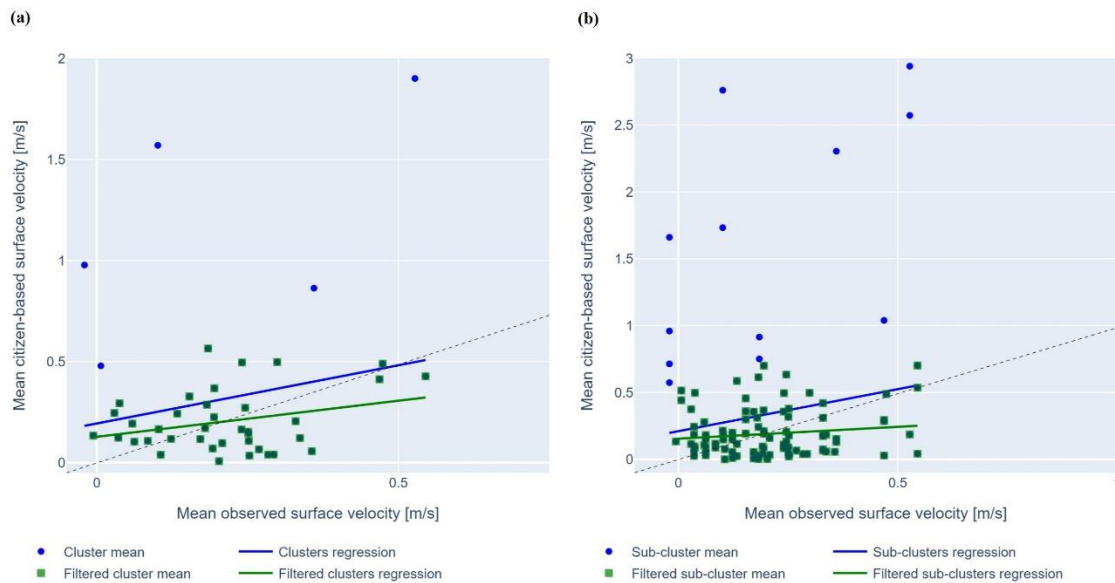 (a)
2
1.5
1
0.5
0
0
0.5
Mean citizen-based surface velocity [m/s]
Mean observed surface velocity [m/s]
Cluster mean
Clusters regression
Filtered cluster mean
Filtered clusters regression
(b)
3
2.5
2
1.5
1
0.5
0
0
0.5
Mean citizen-based surface velocity [m/s]
Mean observed surface velocity [m/s]
Sub-cluster mean
Sub-clusters regression
Filtered sub-cluster mean
Filtered sub-clusters regression